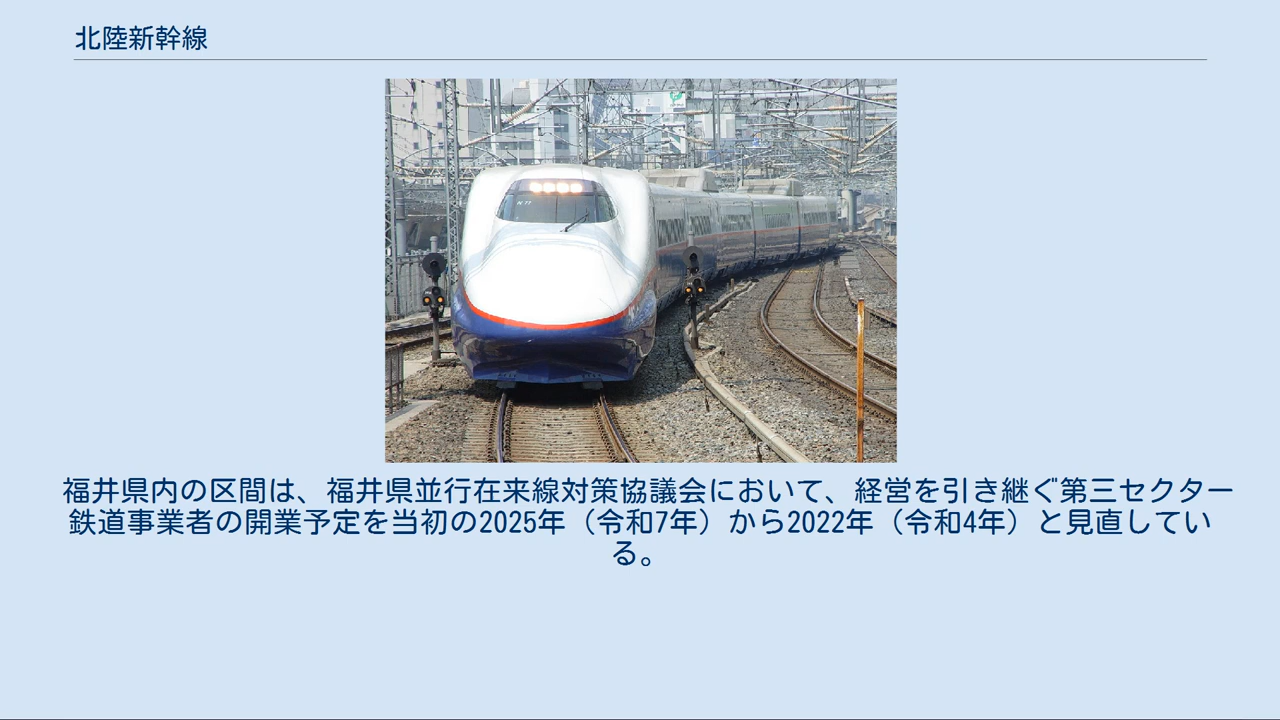 北陸新幹線
N 77
福井県内の区間は、福井県並行在来線対策協議会において、経営を引き継ぐ第三セクター
鉄道事業者の開業予定を当初の2025年（令和7年）から2022年（令和4年）と見直してい
る。